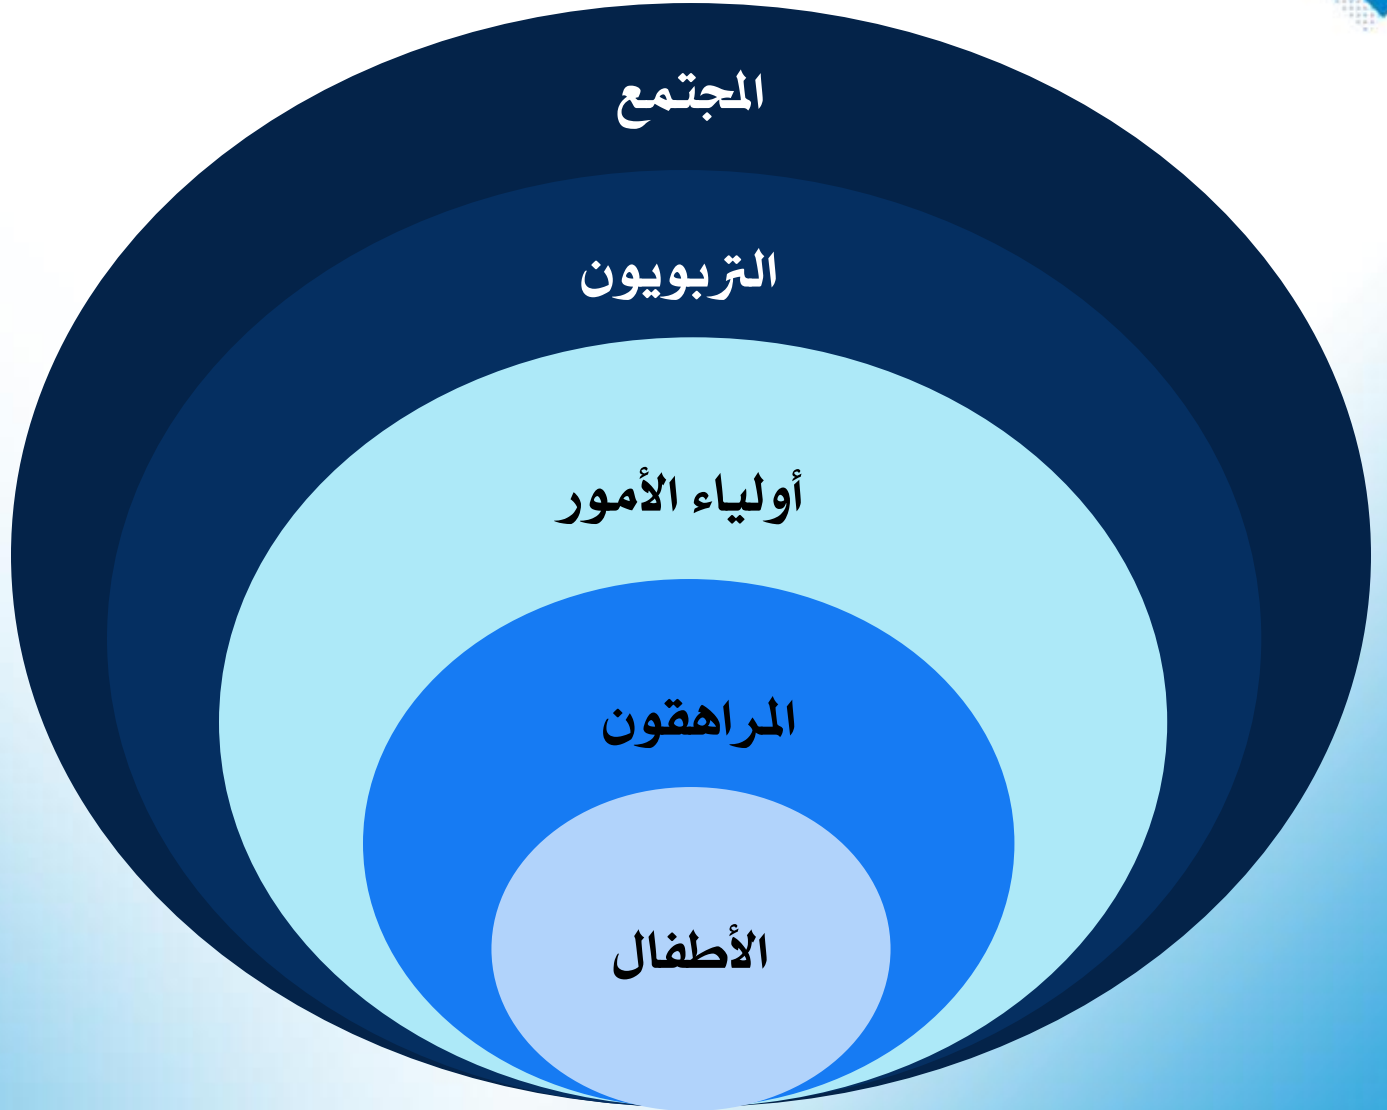 المجتمع
التربويون
أولياء الأمور
المراهقون
الأطفال